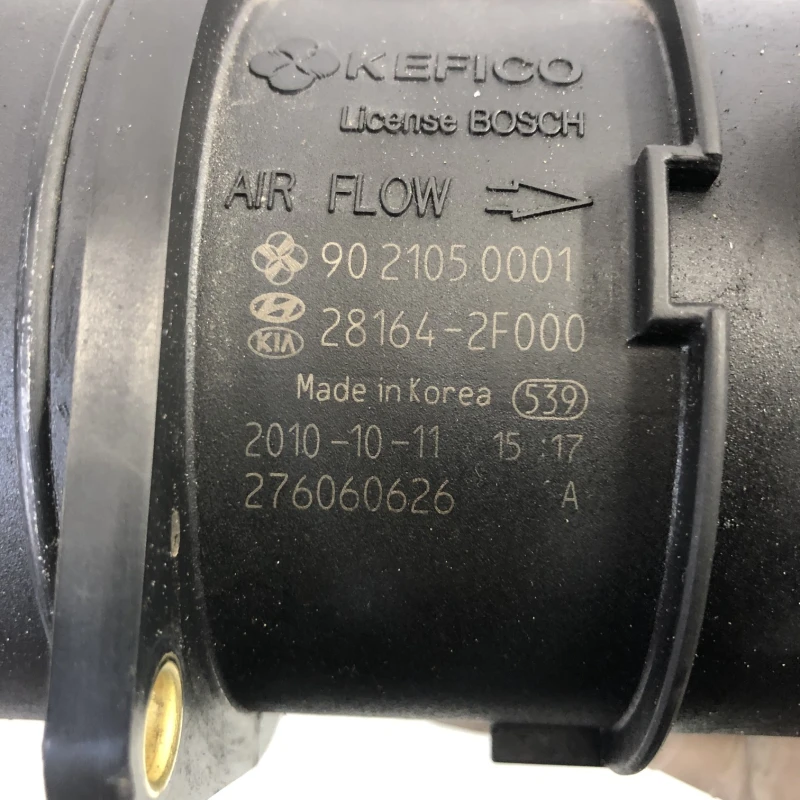 KEFICO
License BOSCH
AIR FLOW
90 2105 0001
28164-2F000
KIA
Made in Korea 539
2010-10-11 15:17
276060626 A